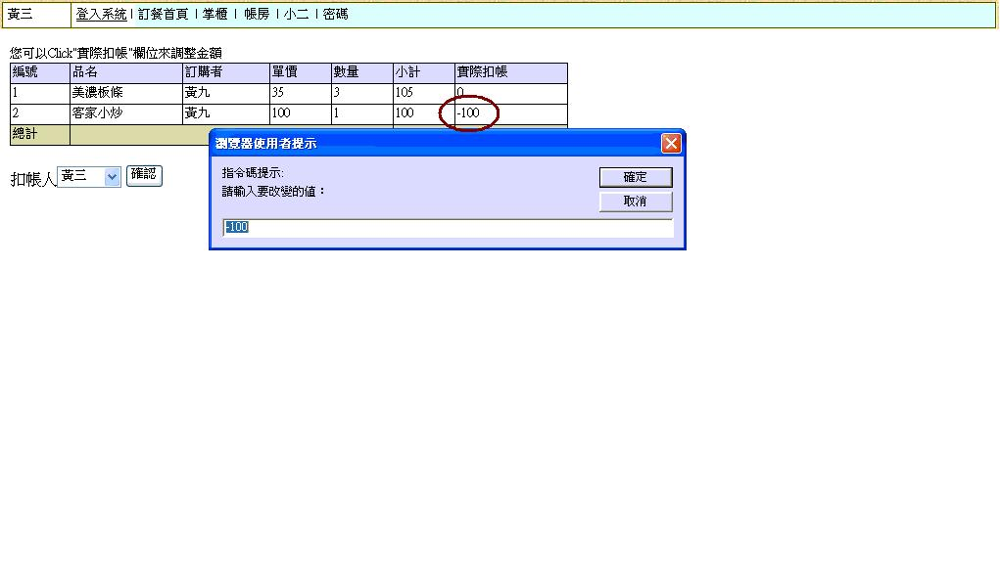 黃三 登入系統 | 訂餐首頁 | 掌櫃 | 帳房 | 小二 | 密碼
您可以Click"實際扣帳"欄位來調整金額
編號 品名 訂購者 單價 數量 小計 實際扣帳
1 美濃板條 黃九 35 3 105 0
2 客家小炒 黃九 100 1 100 -100
總計
瀏覽器使用者提示
指令碼提示:
請輸入要改變的值：
確定
取消
-100
扣帳人 黃三 確認